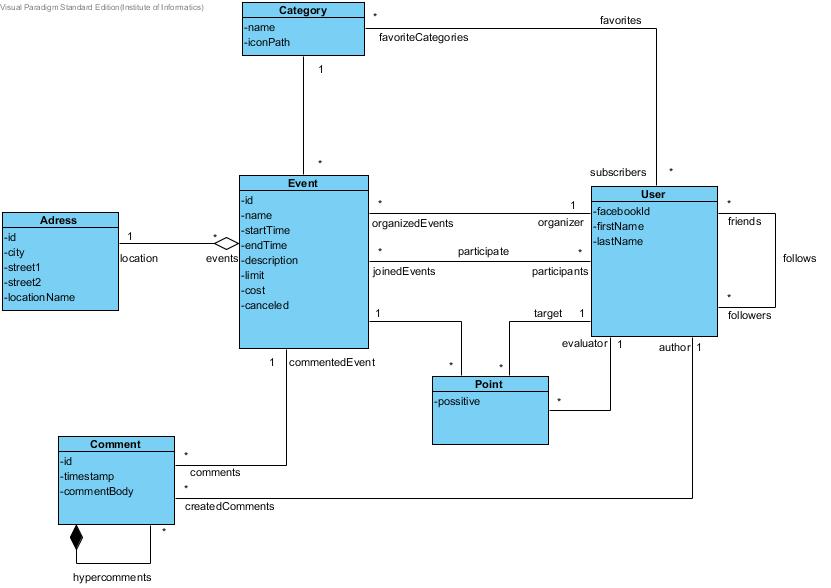 Visual Paradigm Standard Edition(Institute of Informatics)
Category
-name
-iconPath
*
favorites
favoriteCategories
1
*
subscribers
*
Event
-id
-name
-startTime
-endTime
-description
-limit
-cost
-canceled
User
-facebookId
-firstName
-lastName
*
1
organizedEvents
organizer
*
participate
*
joinedEvents
participants
*
friends
follows
*
followers
Adress
-id
-city
-street1
-street2
-locationName
1
*
location
events
1
target
1
evaluator
1
author
1
1
commentedEvent
*
*
Point
-possitive
*
Comment
-id
-timestamp
-commentBody
*
comments
*
createdComments
*
hypercomments